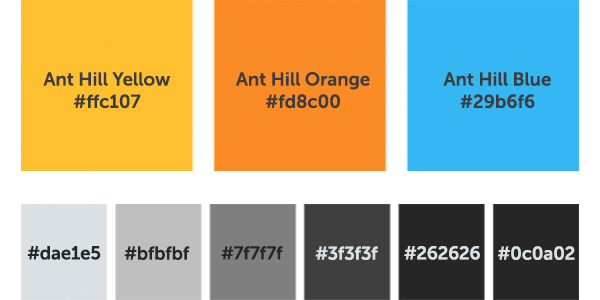 Ant Hill Yellow
#ffc107
Ant Hill Orange
#fd8c00
Ant Hill Blue
#29b6f6
#dae1e5
#bfbfbf
#7f7f7f
#3f3f3f
#262626
#0c0a02